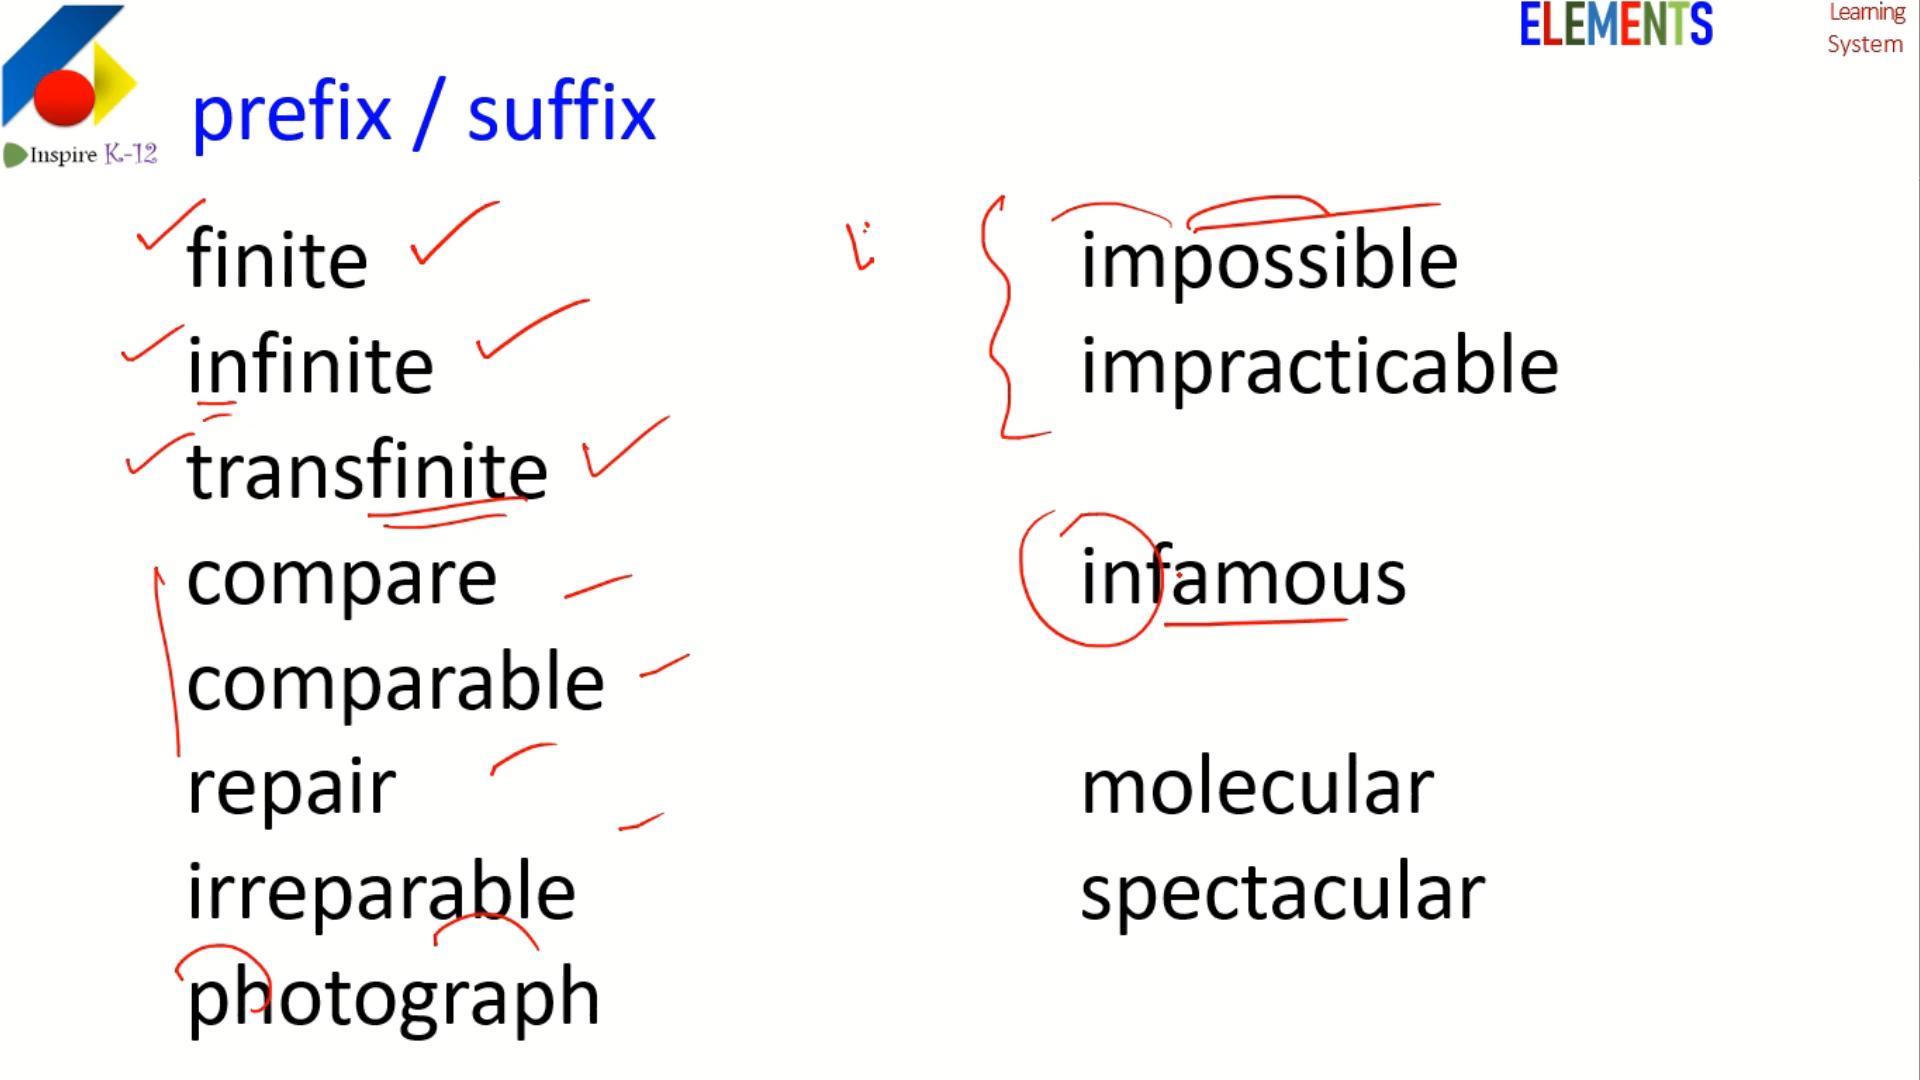 ELEMENTS
Learning
System
Inspire K-12
prefix / suffix
finite
infinite
transfinite
compare
comparable
repair
irreparable
photograph
impossible
impracticable
infamous
molecular
spectacular